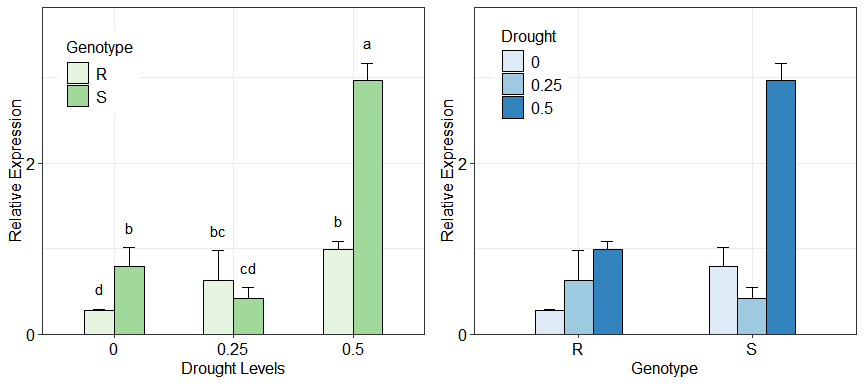 Relative Expression
2
0
Genotype
R
S
d
b
bc
cd
b
a
0
0.25
0.5
Drought Levels
Relative Expression
2
0
Drought
0
0.25
0.5
R
S
Genotype